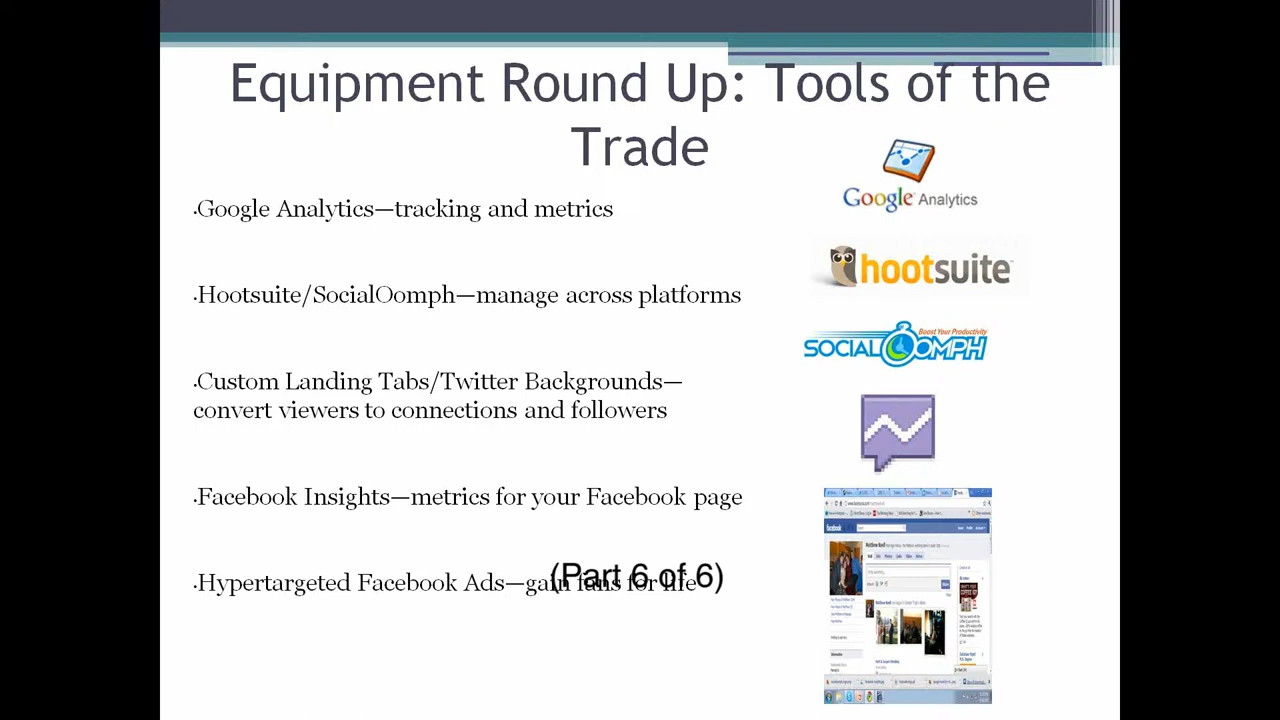 Equipment Round Up: Tools of the
Trade
·Google Analytics—tracking and metrics
·Hootsuite/SocialOomph—manage across platforms
·Custom Landing Tabs/Twitter Backgrounds—
convert viewers to connections and followers
·Facebook Insights—metrics for your Facebook page
·Hypertargeted Facebook Ads—gain fans for life
(Part 6 of 6)
Google Analytics
hootsuite
Boost Your Productivity
SOCIAL OOMPH
facebook